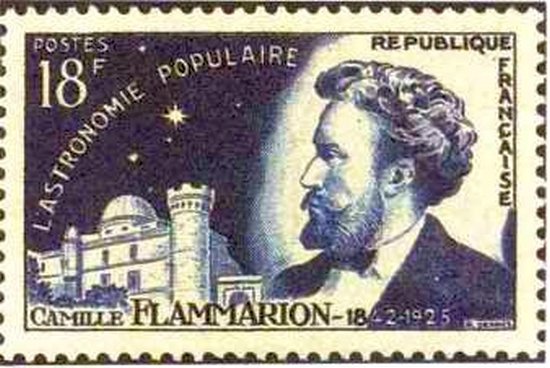 POSTES
18F
L'ASTRONOMIE POPULAIRE
REPUBLIQUE
FRANÇAISE
CAMILLE FLAMMARION-1842-1925